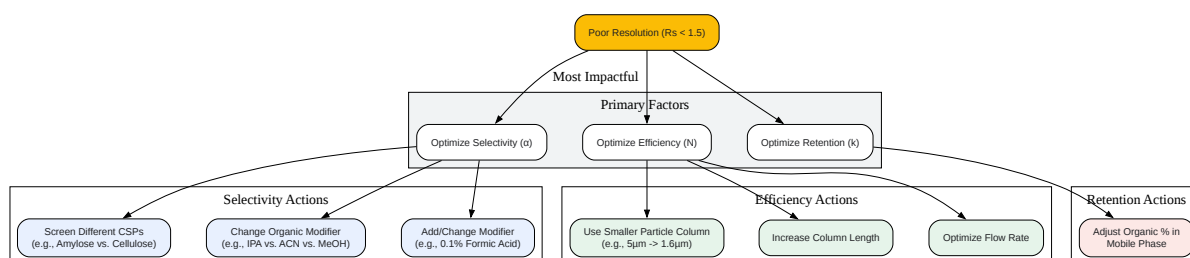 Poor Resolution (Rs < 1.5)
Most Impactful
Primary Factors
Optimize Selectivity (α)
Optimize Efficiency (N)
Optimize Retention (k)
Selectivity Actions
Efficiency Actions
Retention Actions
Screen Different CSPs
(e.g., Amylose vs. Cellulose)
Change Organic Modifier
(e.g., IPA vs. ACN vs. MeOH)
Add/Change Modifier
(e.g., 0.1% Formic Acid)
Use Smaller Particle Column
(e.g., 5µm -> 1.6µm)
Increase Column Length
Optimize Flow Rate
Adjust Organic % in
Mobile Phase